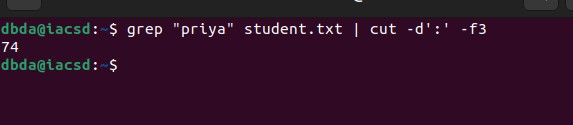 dbda@iacsd:~$ grep "priya" student.txt | cut -d':' -f3
74
dbda@iacsd:~$